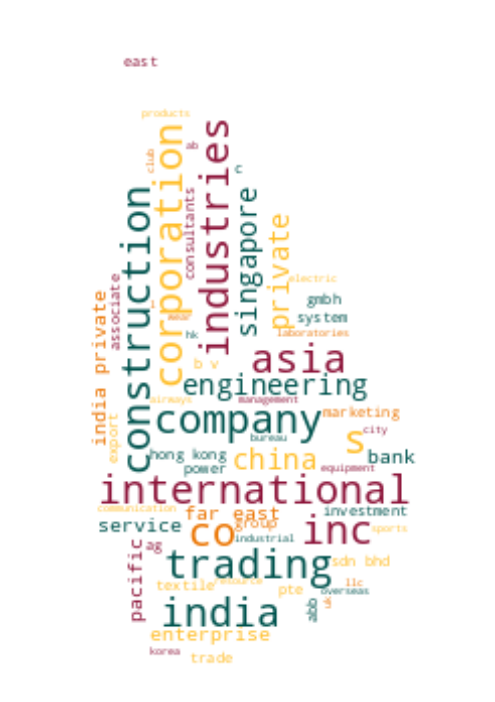 east
products
corporation
industries
ab
club
c
construction
consultants
singapore
private
associate
electric
india private
gmbh
system
wear
hk
laboratories
asia
b v
engineering
airways
management
company
marketing
export
s
city
bureau
hong kong
china
bank
power
equipment
international
communication
far east
investment
service
co
group
inc
sports
industrial
pacific
ag
trading
sdn bhd
textile
resource
llc
pte
overseas
india
abb
enterprise
korea
trade